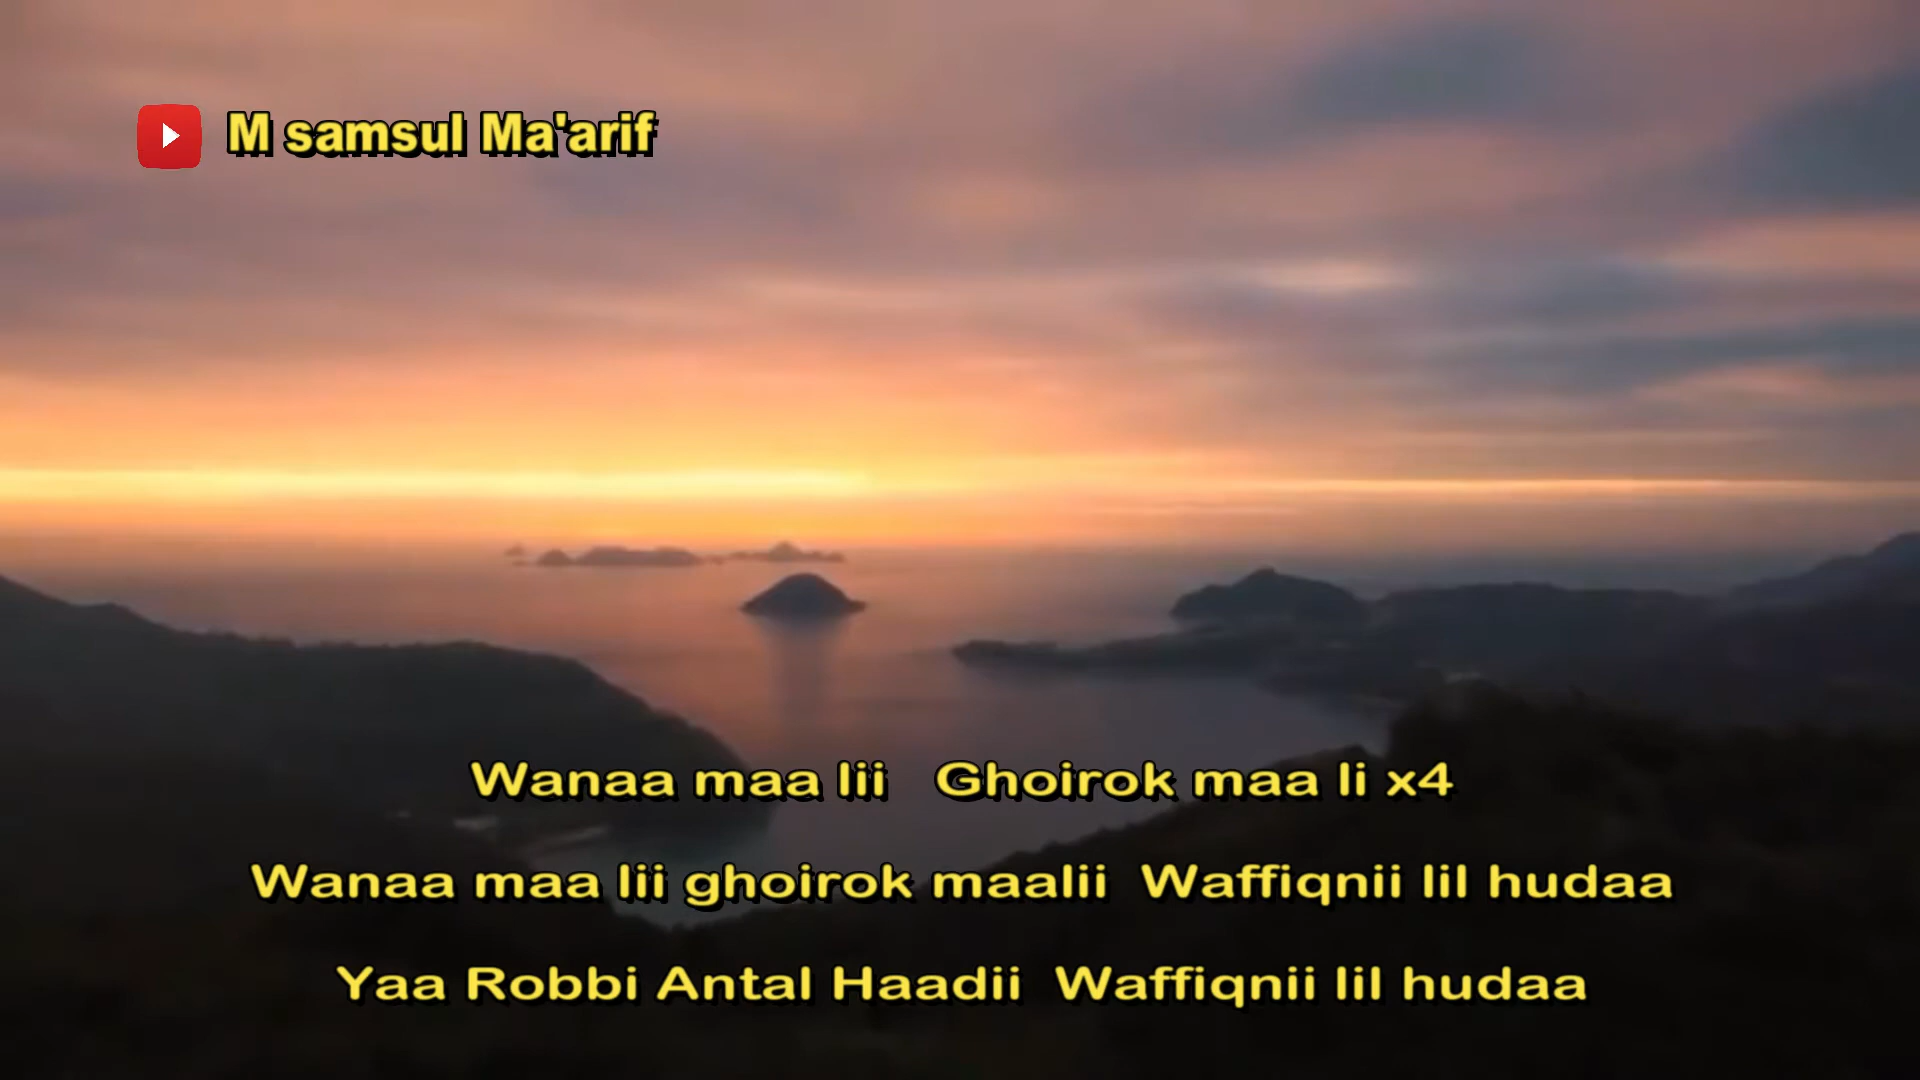 M samsul Ma'arif
Wanaa maa lii Ghoirok maa li x4
Wanaa maa lii ghoirok maalii Waffiqnii lil hudaa
Yaa Robbi Antal Haadii Waffiqnii lil hudaa